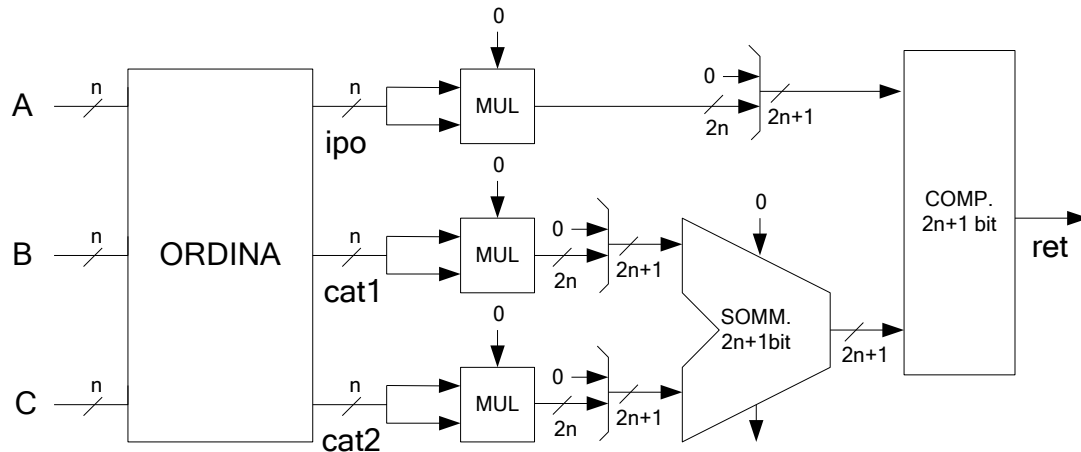 0
A
n
n
ipo
MUL
2n
0
2n+1
0
B
n
ORDINA
n
cat1
MUL
2n
0
2n+1
0
SOMM.
2n+1bit
2n+1
COMP.
2n+1 bit
ret
0
C
n
n
cat2
MUL
2n
0
2n+1